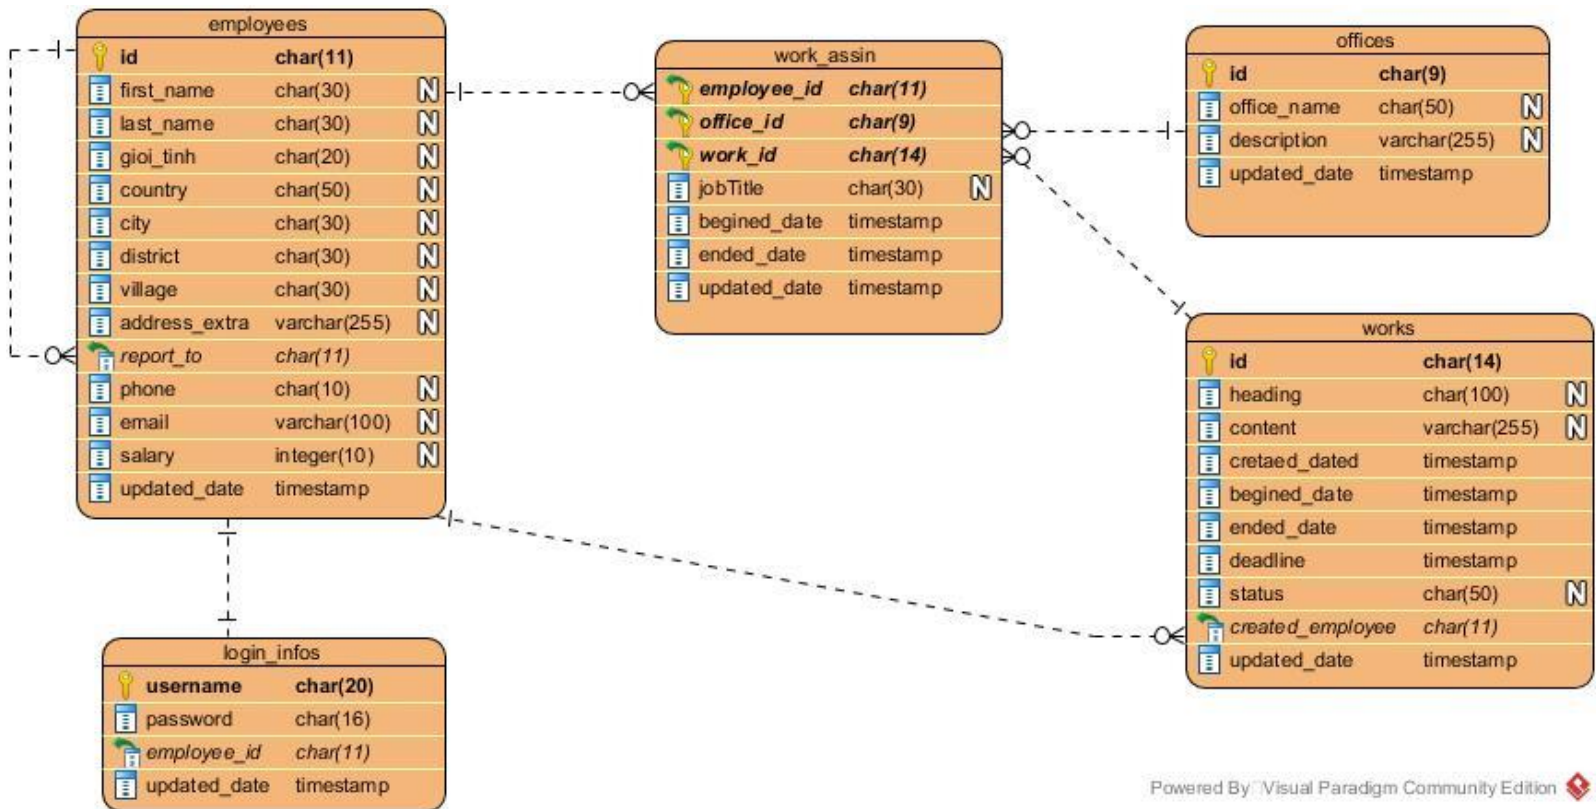 employees
id char(11)
first_name char(30) N
last_name char(30) N
gioi_tinh char(20) N
country char(50) N
city char(30) N
district char(30) N
village char(30) N
address_extra varchar(255) N
report_to char(11)
phone char(10) N
email varchar(100) N
salary integer(10) N
updated_date timestamp
work_assin
employee_id char(11)
office_id char(9)
work_id char(14)
jobTitle char(30) N
begined_date timestamp
ended_date timestamp
updated_date timestamp
offices
id char(9)
office_name char(50) N
description varchar(255) N
updated_date timestamp
works
id char(14)
heading char(100) N
content varchar(255) N
cretaed_dated timestamp
begined_date timestamp
ended_date timestamp
deadline timestamp
status char(50) N
created_employee char(11)
updated_date timestamp
login_infos
username char(20)
password char(16)
employee_id char(11)
updated_date timestamp
Powered By Visual Paradigm Community Edition